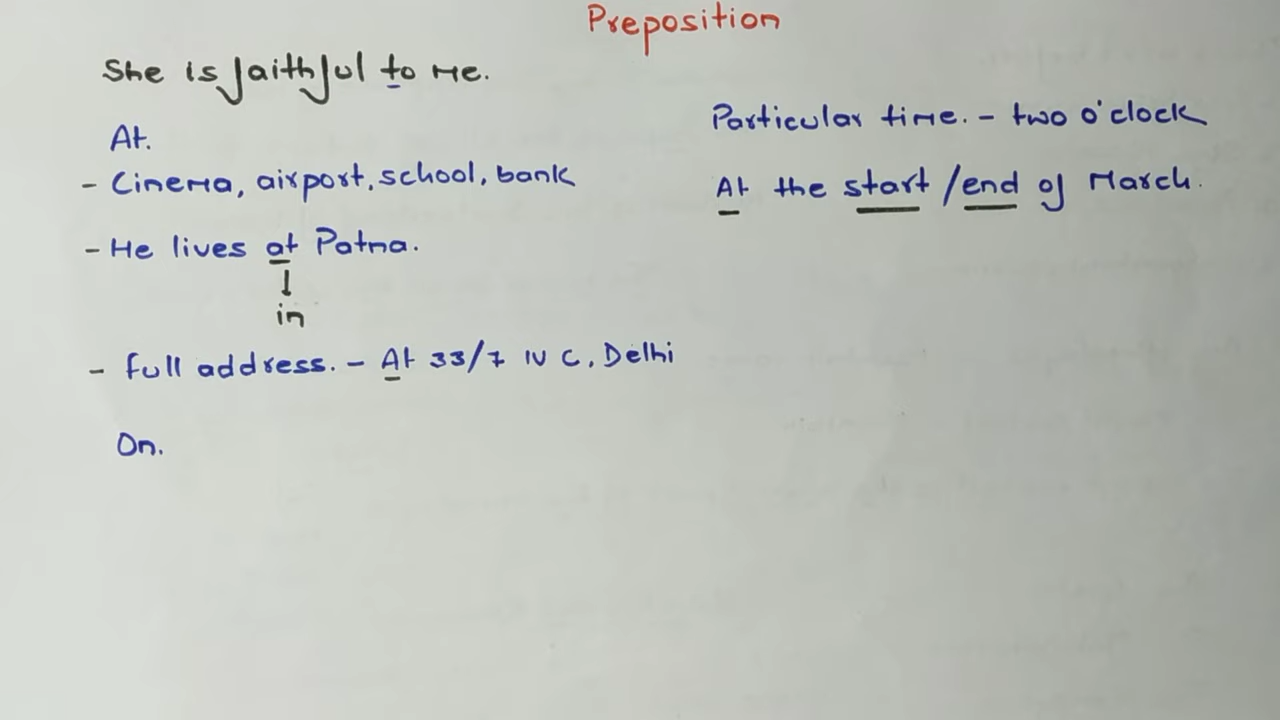 Preposition
She is faithful to me.
At.
- Cinema, airport, school, bank
- He lives at Patna.
↓
in
- full address. - At 33/7 IV C, Delhi
On.
Particular time. - two o'clock
At the start / end of March.